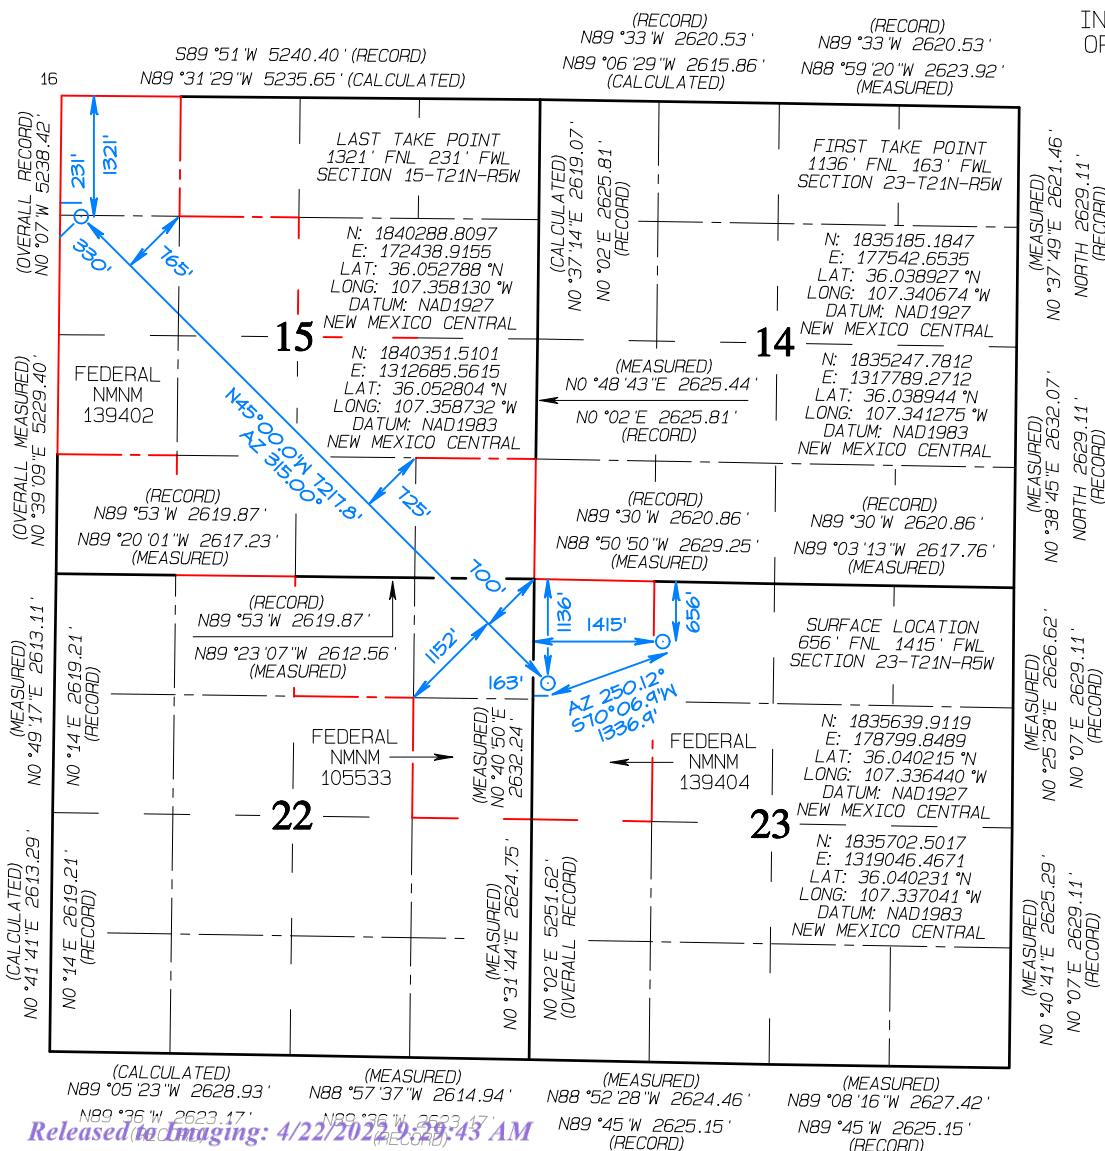 (RECORD)
N89°33'W 2620.53'
(RECORD)
N89°33'W 2620.53'
IN
S89°51'W 5240.40' (RECORD)
N89°31'29"W 5235.65' (CALCULATED)
N89°06'29"W 2615.86'
(CALCULATED)
N88°59'20"W 2623.92'
(MEASURED)
16
(OVERALL RECORD)
N0°07'W 5238.42'
231'
1321'
LAST TAKE POINT
1321' FNL 231' FWL
SECTION 15-T21N-R5W
(CALCULATED)
N0°37'14"E 2619.07'
N0°02'E 2625.81'
(RECORD)
FIRST TAKE POINT
1136' FNL 163' FWL
SECTION 23-T21N-R5W
(MEASURED)
N0°37'49"E 2621.46'
NORTH 2629.11'
(RECORD)
330'
765'
N: 1840288.8097
E: 172438.9155
LAT: 36.052788 °N
LONG: 107.358130 °W
DATUM: NAD1927
NEW MEXICO CENTRAL
N: 1835185.1847
E: 177542.6535
LAT: 36.038927 °N
LONG: 107.340674 °W
DATUM: NAD1927
NEW MEXICO CENTRAL
15
14
N: 1840351.5101
E: 1312685.5615
LAT: 36.052804 °N
LONG: 107.358732 °W
DATUM: NAD1983
NEW MEXICO CENTRAL
(MEASURED)
N0°48'43"E 2625.44'
N0°02'E 2625.81'
(RECORD)
N: 1835247.7812
E: 1317789.2712
LAT: 36.038944 °N
LONG: 107.341275 °W
DATUM: NAD1983
NEW MEXICO CENTRAL
FEDERAL
NMNM
139402
(OVERALL MEASURED)
N0°39'09"E 5229.40'
N45°00.0'W 7217.8'
AZ 315.00°
(MEASURED)
N0°38'45"E 2632.07'
NORTH 2629.11'
(RECORD)
(RECORD)
N89°53'W 2619.87'
N89°20'01"W 2617.23'
(MEASURED)
725'
(RECORD)
N89°30'W 2620.86'
N88°50'50"W 2629.25'
(MEASURED)
(RECORD)
N89°30'W 2620.86'
N89°03'13"W 2617.76'
(MEASURED)
700'
(MEASURED)
N0°49'17"E 2613.11'
N0°14'E 2619.21'
(RECORD)
(RECORD)
N89°53'W 2619.87'
N89°23'07"W 2612.56'
(MEASURED)
1152'
1136'
1415'
656'
163'
AZ 250.12°
S70°06.9'W
1336.9'
SURFACE LOCATION
656' FNL 1415' FWL
SECTION 23-T21N-R5W
(MEASURED)
N0°25'28"E 2626.62'
N0°07'E 2629.11'
(RECORD)
FEDERAL
NMNM
105533
(MEASURED)
N0°40'50"E
2632.24'
FEDERAL
NMNM
139404
N: 1835639.9119
E: 178799.8489
LAT: 36.040215 °N
LONG: 107.336440 °W
DATUM: NAD1927
NEW MEXICO CENTRAL
22
23
N: 1835702.5017
E: 1319046.4671
LAT: 36.040231 °N
LONG: 107.337041 °W
DATUM: NAD1983
NEW MEXICO CENTRAL
(CALCULATED)
N0°41'41"E 2613.29'
N0°14'E 2619.21'
(RECORD)
(MEASURED)
N0°31'44"E 2624.75'
N0°02'E 5251.62'
(OVERALL RECORD)
(MEASURED)
N0°40'41"E 2625.29'
N0°07'E 2629.11'
(RECORD)
(CALCULATED)
N89°05'23"W 2628.93'
N89°36'W 2623.17'
(RECORD)
(MEASURED)
N88°57'37"W 2614.94'
N89°36'W 2623.17'
(RECORD)
(MEASURED)
N88°52'28"W 2624.46'
N89°45'W 2625.15'
(RECORD)
(MEASURED)
N89°08'16"W 2627.42'
N89°45'W 2625.15'
(RECORD)
Released to Imaging: 4/22/2022 9:29:43 AM